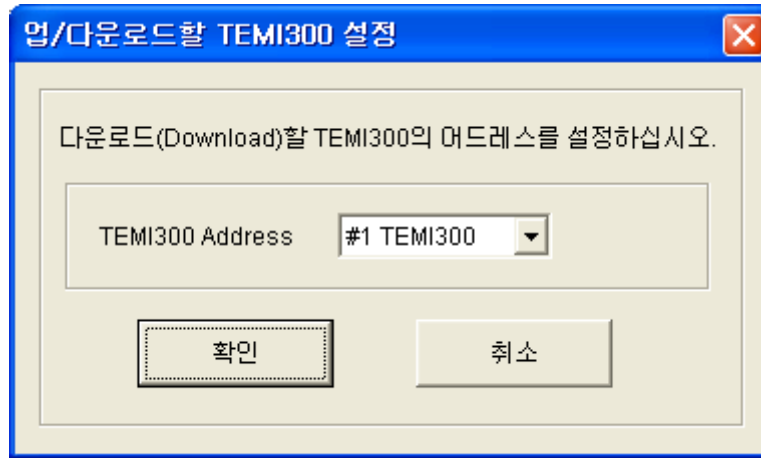 업/다운로드할 TEMI300 설정
다운로드(Download)할 TEMI300의 어드레스를 설정하십시오.
TEMI300 Address
#1 TEMI300
확인
취소